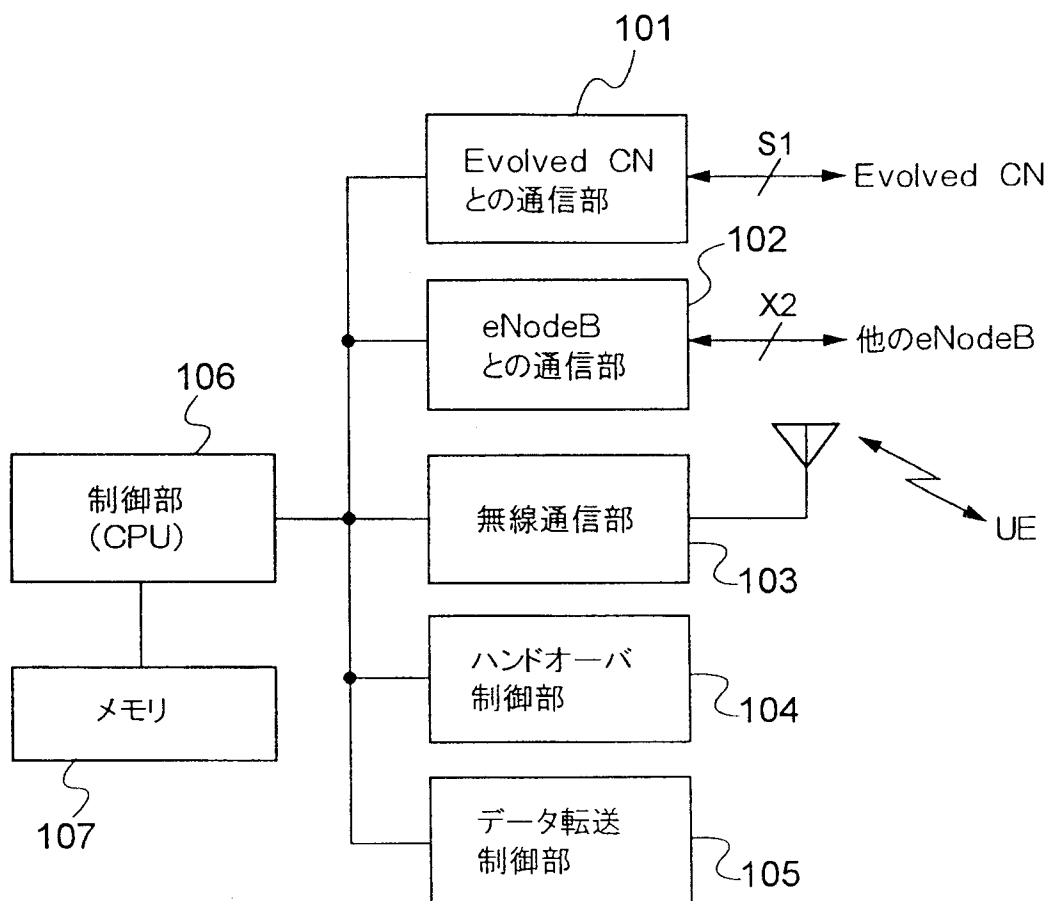 101
Evolved CN
との通信部
S1
Evolved CN
102
eNodeB
との通信部
X2
他のeNodeB
106
制御部
(CPU)
無線通信部
103
UE
メモリ
107
ハンドオーバ
制御部
104
データ転送
制御部
105